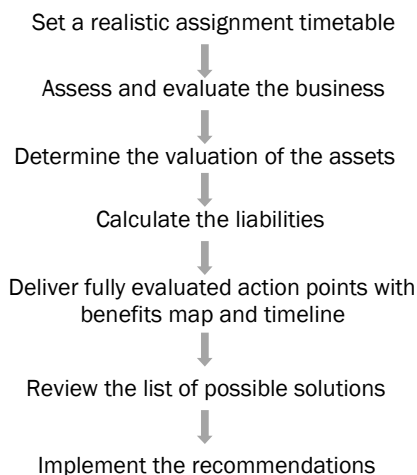 Set a realistic assignment timetable
Assess and evaluate the business
Determine the valuation of the assets
Calculate the liabilities
Deliver fully evaluated action points with
benefits map and timeline
Review the list of possible solutions
Implement the recommendations